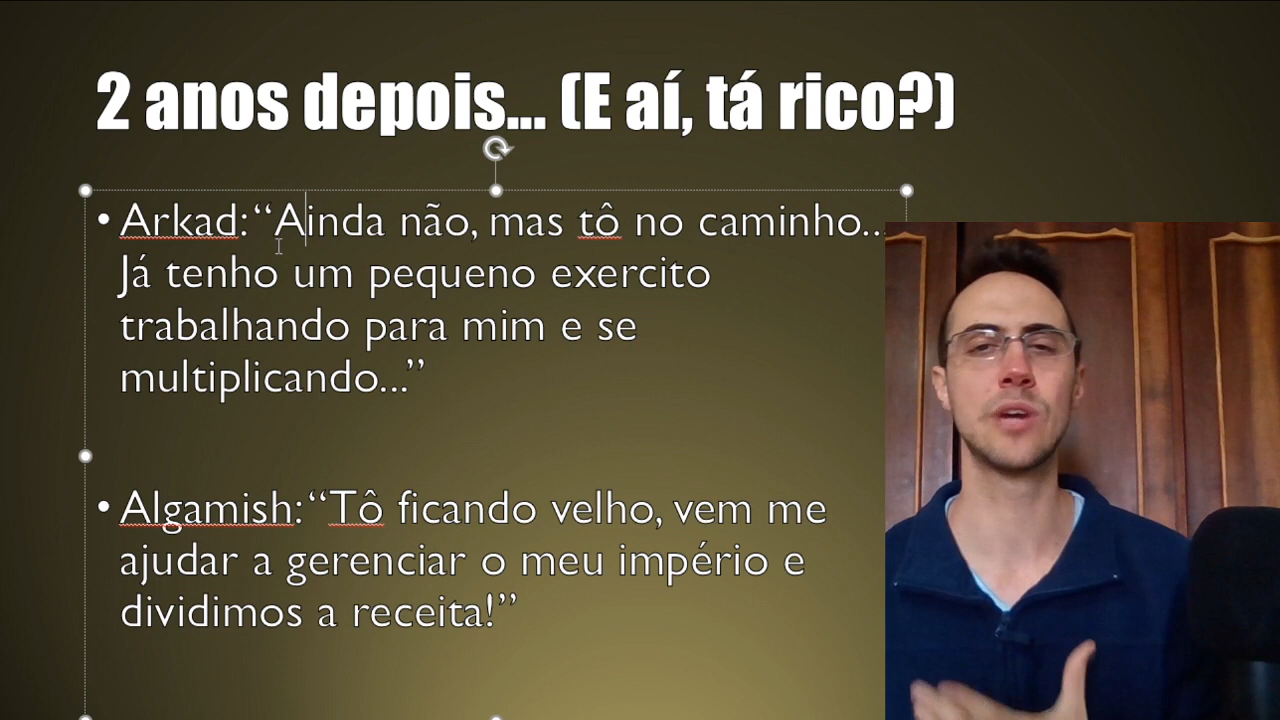 2 anos depois... (E aí, tá rico?)
• Arkad: “Ainda não, mas tô no caminho...
Já tenho um pequeno exercito
trabalhando para mim e se
multiplicando...”
• Algamish: “Tô ficando velho, vem me
ajudar a gerenciar o meu império e
dividimos a receita!”